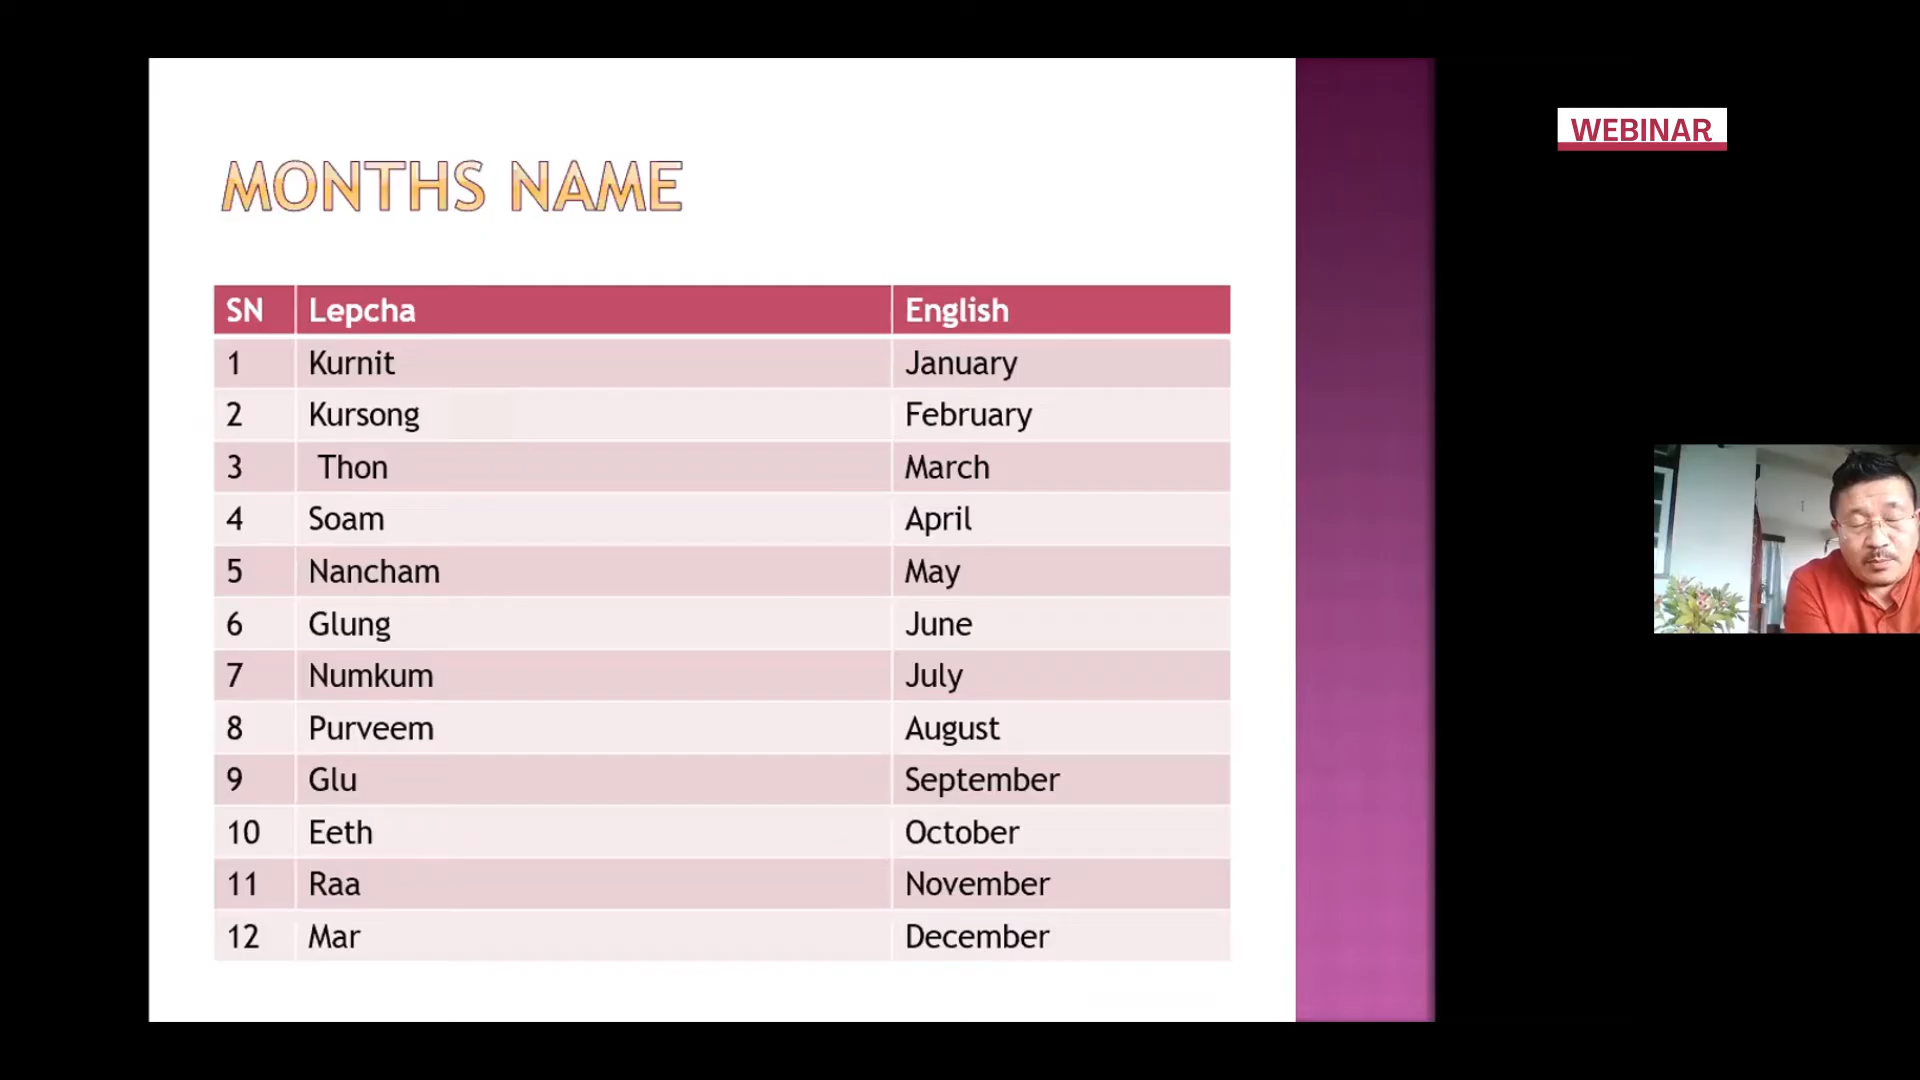 WEBINAR
MONTHS NAME
SN Lepcha English
1 Kurnit January
2 Kursong February
3 Thon March
4 Soam April
5 Nancham May
6 Glung June
7 Numkum July
8 Purveem August
9 Glu September
10 Eeth October
11 Raa November
12 Mar December